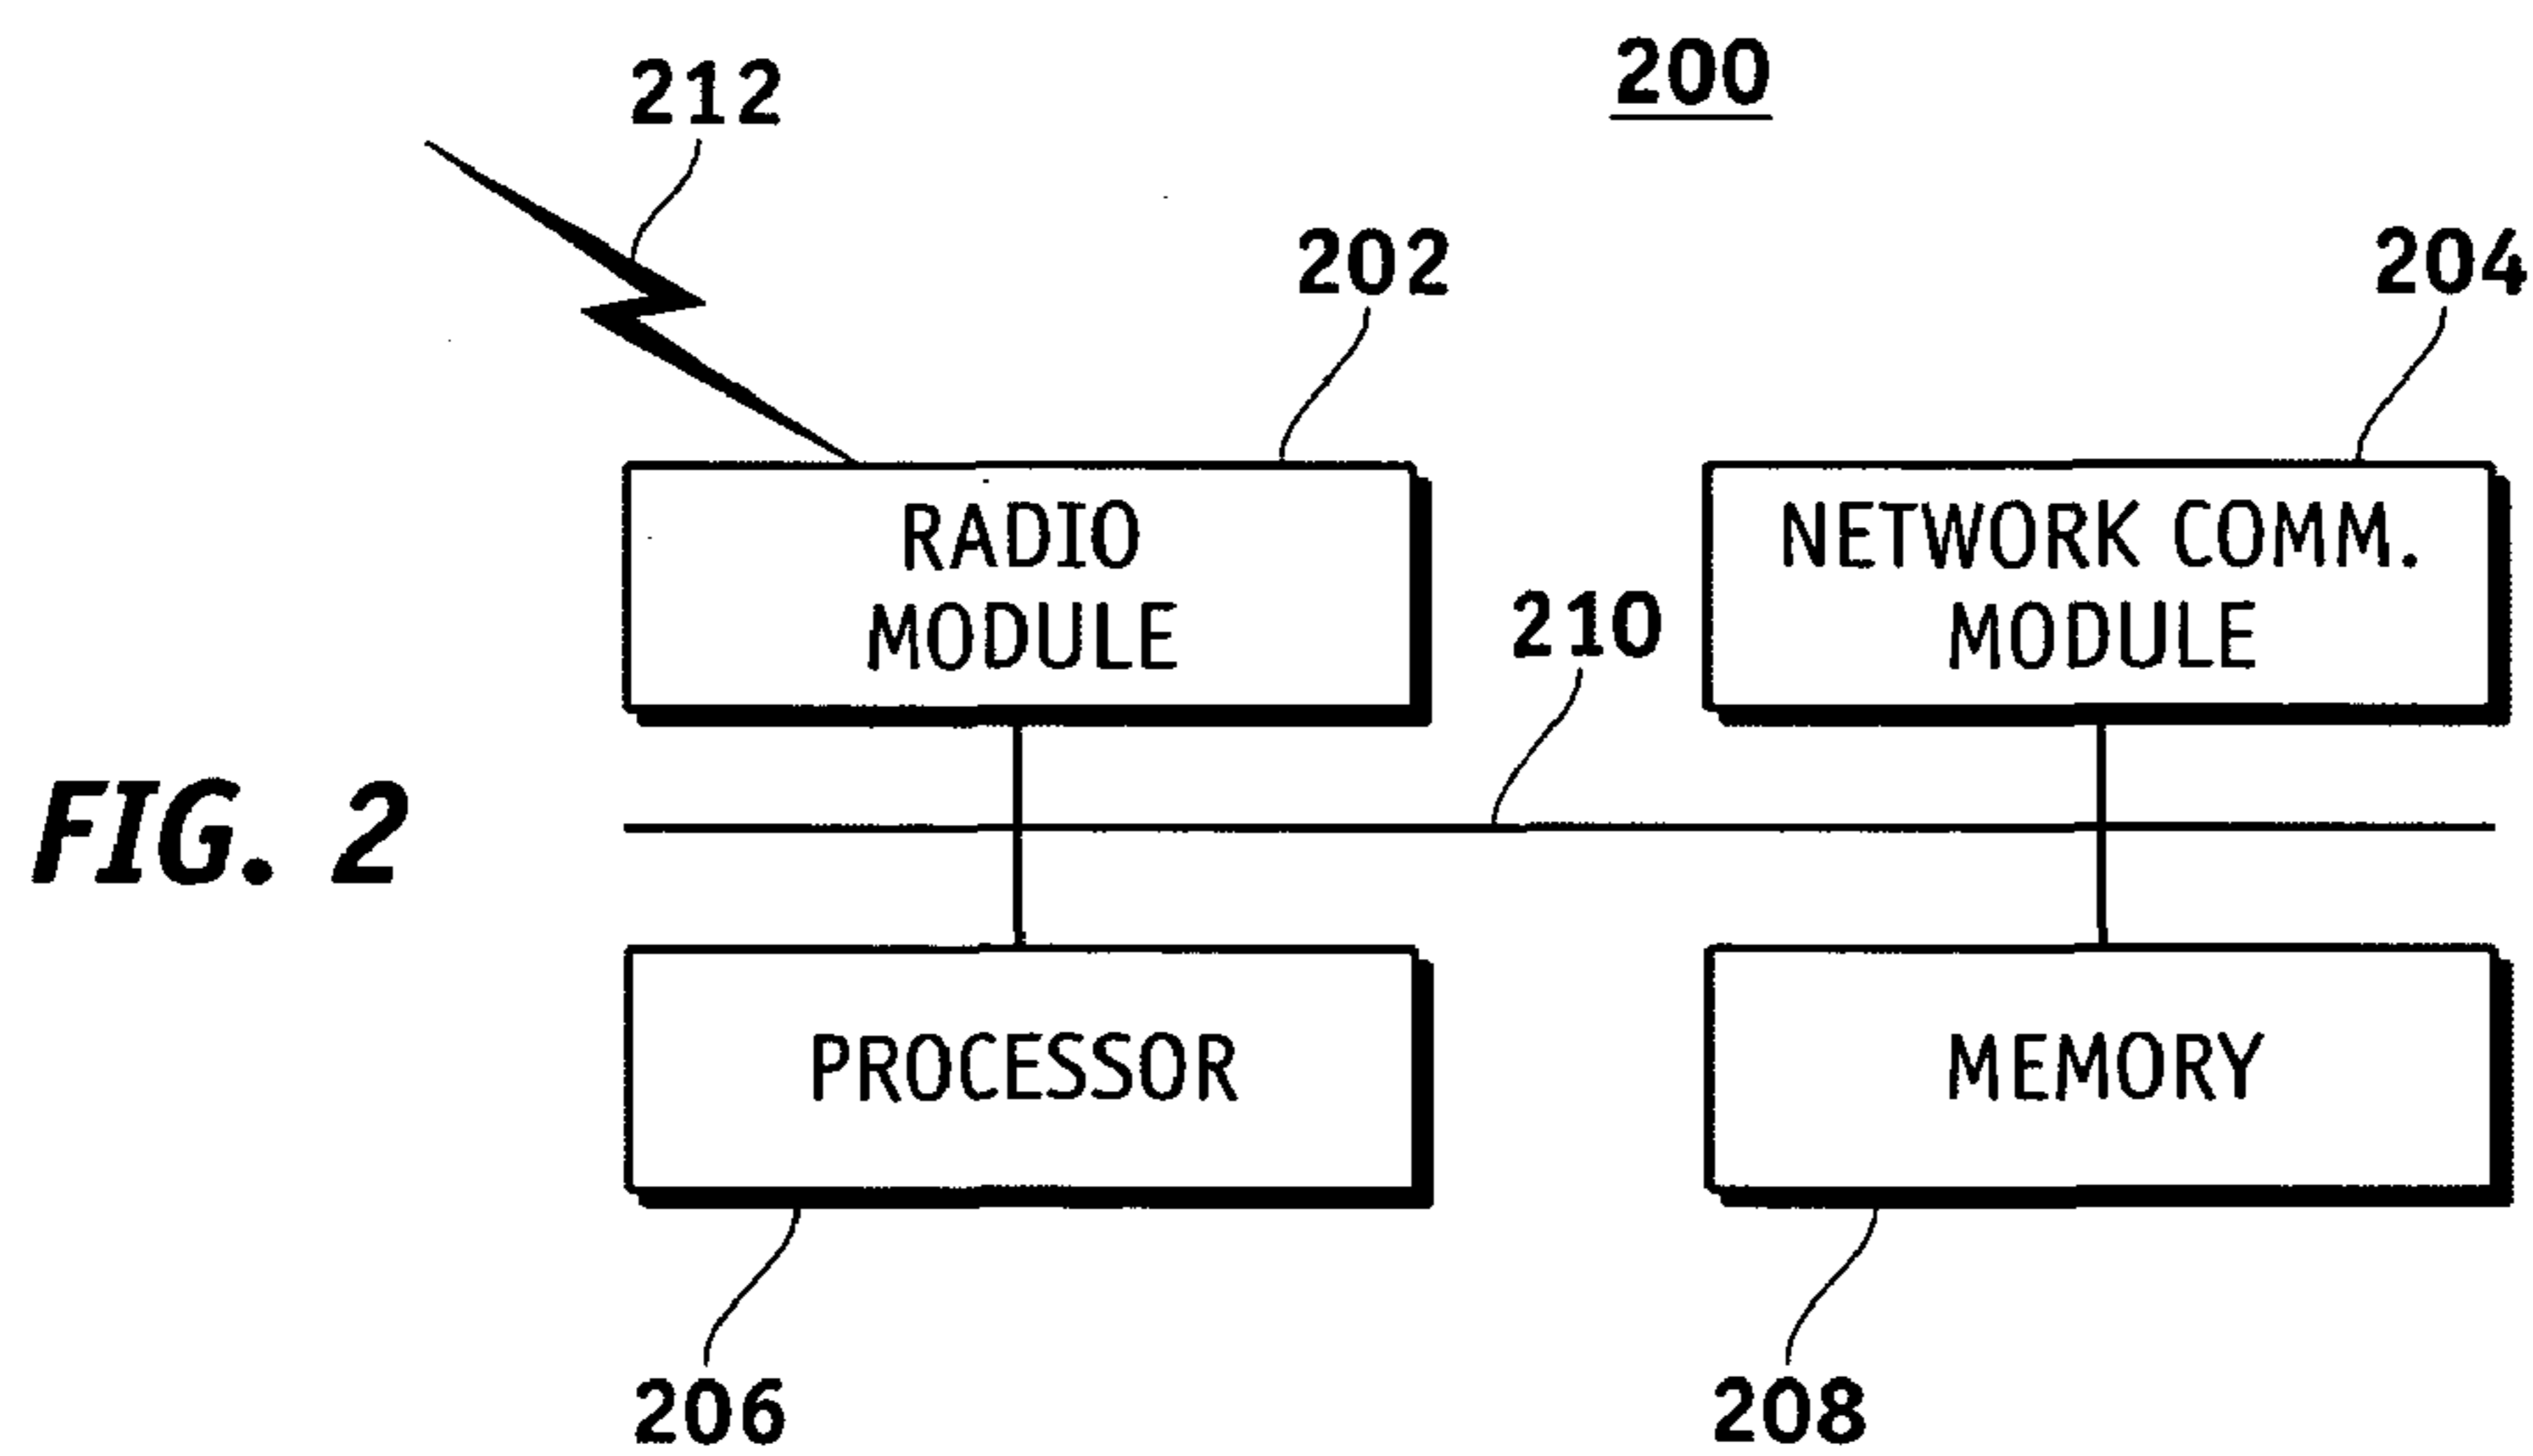 200
212
202
204
RADIO
MODULE
NETWORK COMM.
MODULE
210
FIG. 2
PROCESSOR
MEMORY
206
208